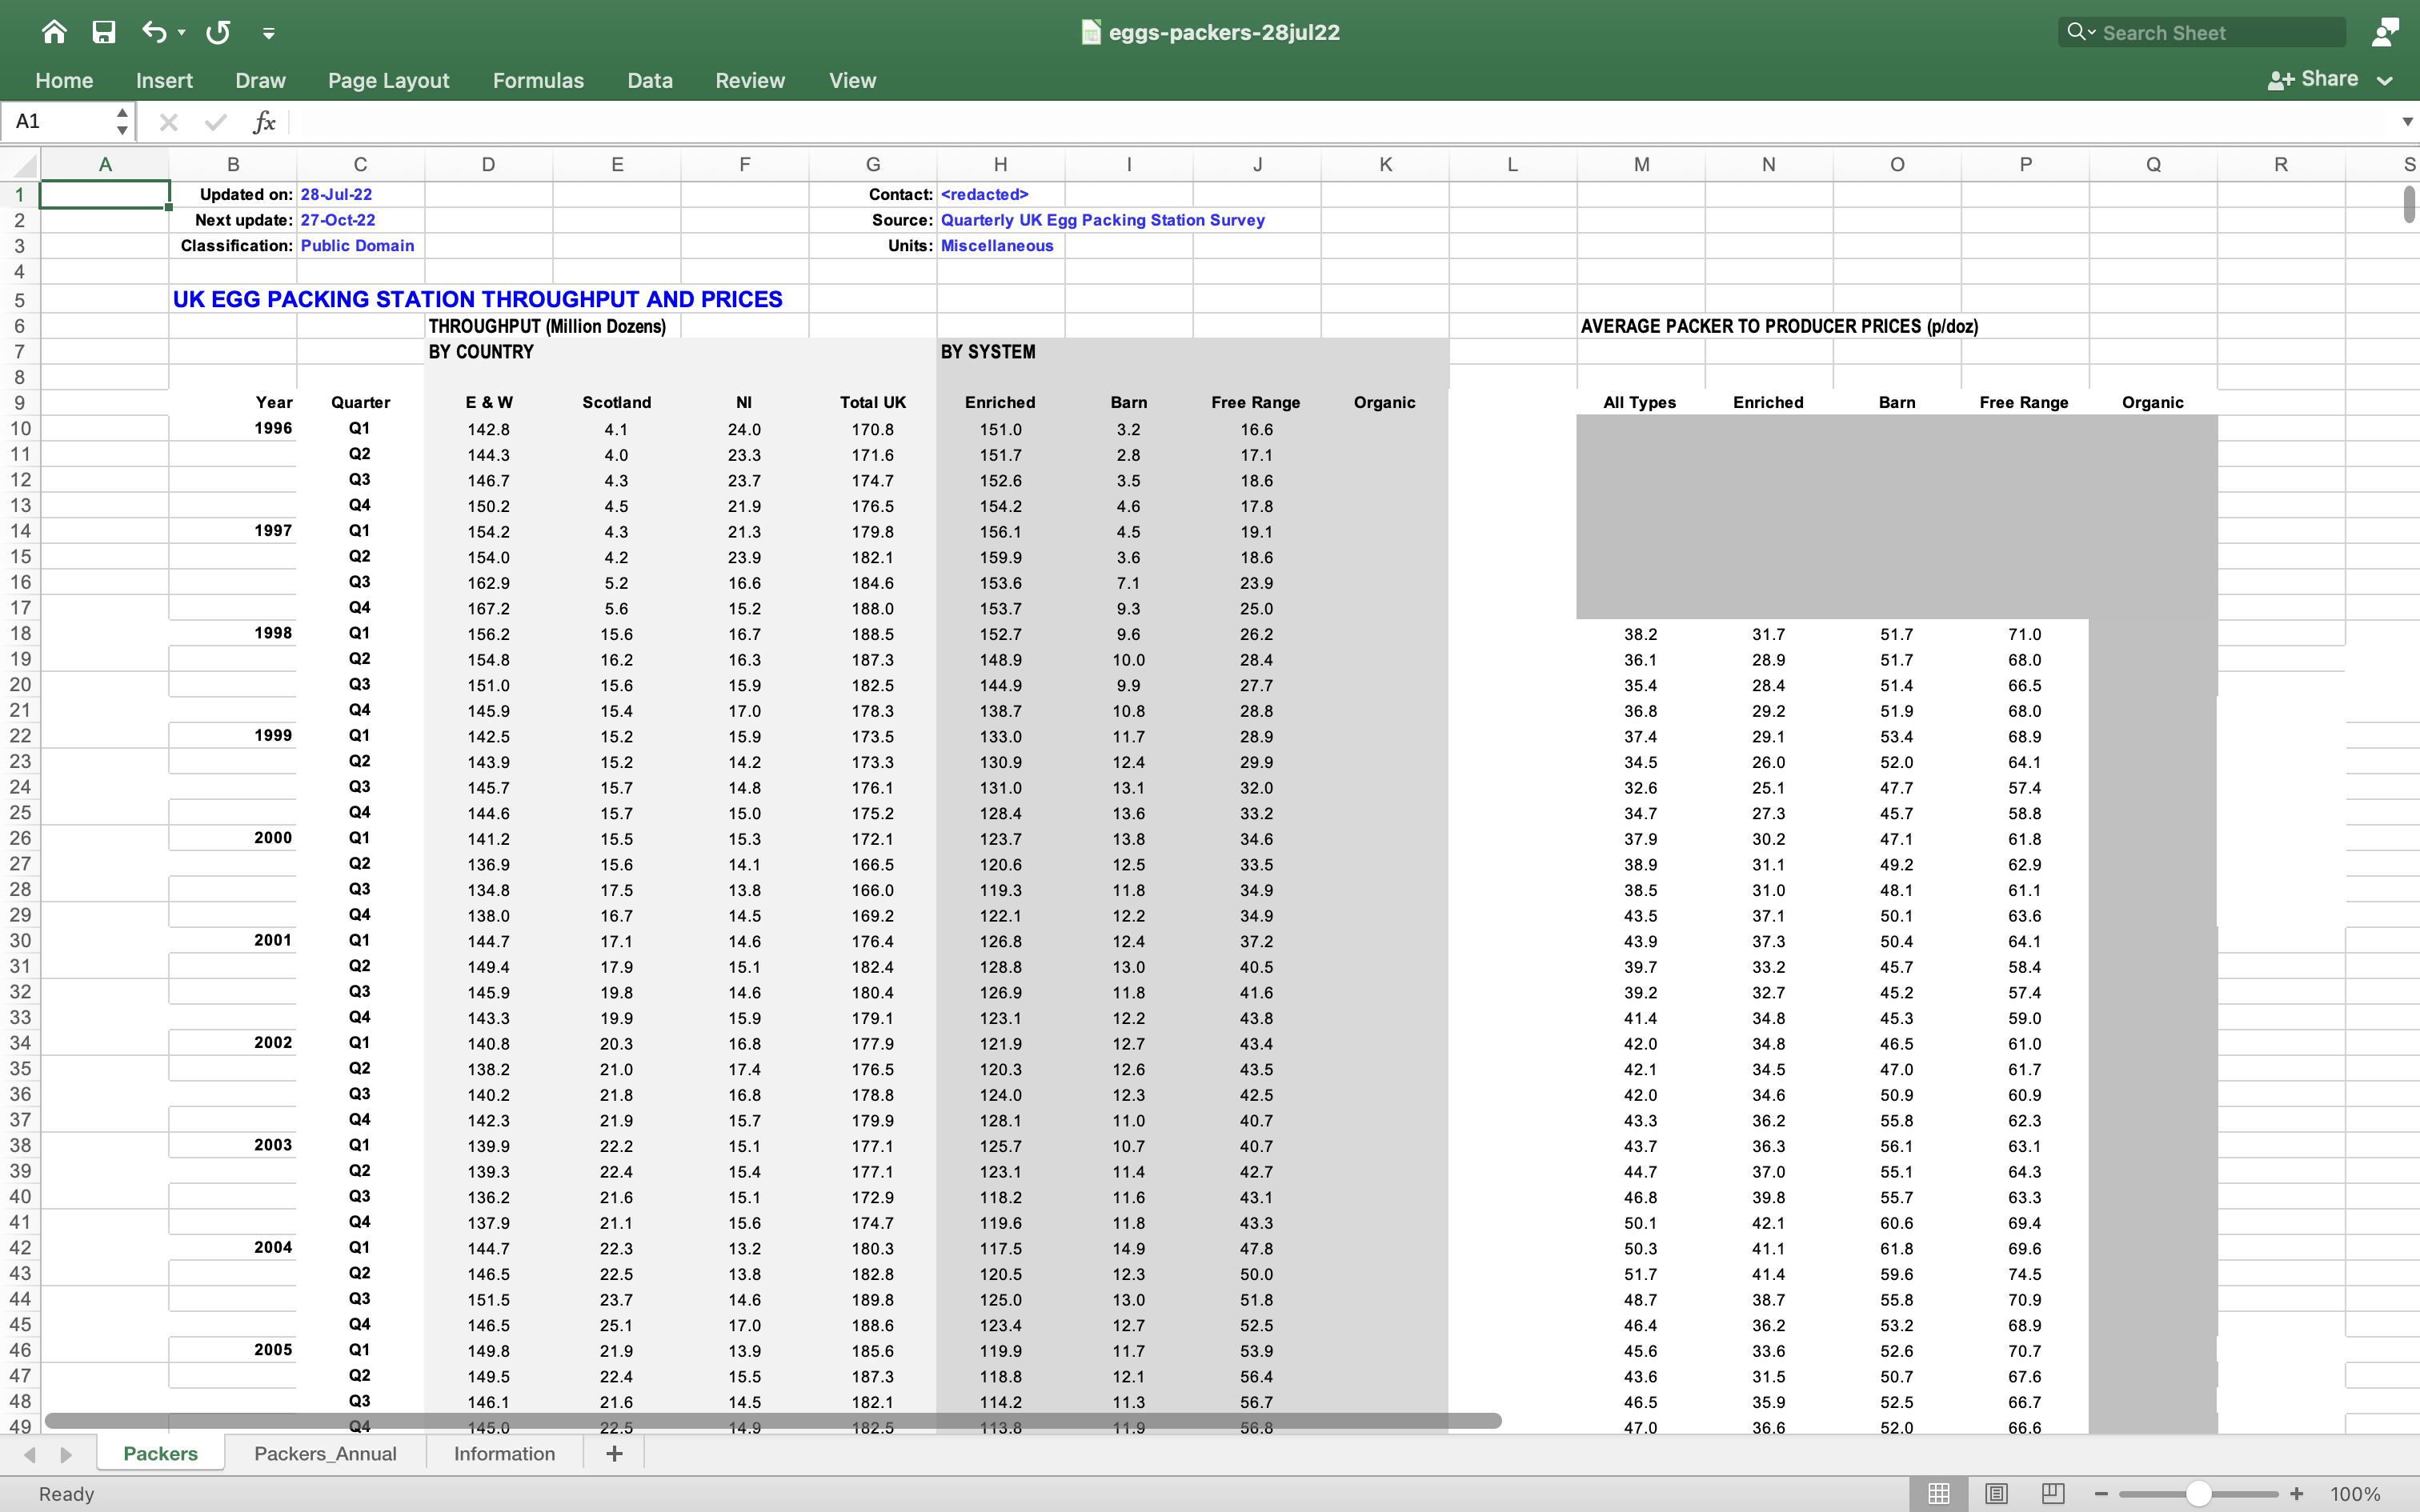 eggs-packers-28jul22
Search Sheet
Home Insert Draw Page Layout Formulas Data Review View Share
A1 fx
A B C D E F G H I J K L M N O P Q R S
1 Updated on: 28-Jul-22 Contact: <redacted>
2 Next update: 27-Oct-22 Source: Quarterly UK Egg Packing Station Survey
3 Classification: Public Domain Units: Miscellaneous
4
5 UK EGG PACKING STATION THROUGHPUT AND PRICES
6 THROUGHPUT (Million Dozens) AVERAGE PACKER TO PRODUCER PRICES (p/doz)
7 BY COUNTRY BY SYSTEM
8
9 Year Quarter E & W Scotland NI Total UK Enriched Barn Free Range Organic All Types Enriched Barn Free Range Organic
10 1996 Q1 142.8 4.1 24.0 170.8 151.0 3.2 16.6
11 Q2 144.3 4.0 23.3 171.6 151.7 2.8 17.1
12 Q3 146.7 4.3 23.7 174.7 152.6 3.5 18.6
13 Q4 150.2 4.5 21.9 176.5 154.2 4.6 17.8
14 1997 Q1 154.2 4.3 21.3 179.8 156.1 4.5 19.1
15 Q2 154.0 4.2 23.9 182.1 159.9 3.6 18.6
16 Q3 162.9 5.2 16.6 184.6 153.6 7.1 23.9
17 Q4 167.2 5.6 15.2 188.0 153.7 9.3 25.0
18 1998 Q1 156.2 15.6 16.7 188.5 152.7 9.6 26.2 38.2 31.7 51.7 71.0
19 Q2 154.8 16.2 16.3 187.3 148.9 10.0 28.4 36.1 28.9 51.7 68.0
20 Q3 151.0 15.6 15.9 182.5 144.9 9.9 27.7 35.4 28.4 51.4 66.5
21 Q4 145.9 15.4 17.0 178.3 138.7 10.8 28.8 36.8 29.2 51.9 68.0
22 1999 Q1 142.5 15.2 15.9 173.5 133.0 11.7 28.9 37.4 29.1 53.4 68.9
23 Q2 143.9 15.2 14.2 173.3 130.9 12.4 29.9 34.5 26.0 52.0 64.1
24 Q3 145.7 15.7 14.8 176.1 131.0 13.1 32.0 32.6 25.1 47.7 57.4
25 Q4 144.6 15.7 15.0 175.2 128.4 13.6 33.2 34.7 27.3 45.7 58.8
26 2000 Q1 141.2 15.5 15.3 172.1 123.7 13.8 34.6 37.9 30.2 47.1 61.8
27 Q2 136.9 15.6 14.1 166.5 120.6 12.5 33.5 38.9 31.1 49.2 62.9
28 Q3 134.8 17.5 13.8 166.0 119.3 11.8 34.9 38.5 31.0 48.1 61.1
29 Q4 138.0 16.7 14.5 169.2 122.1 12.2 34.9 43.5 37.1 50.1 63.6
30 2001 Q1 144.7 17.1 14.6 176.4 126.8 12.4 37.2 43.9 37.3 50.4 64.1
31 Q2 149.4 17.9 15.1 182.4 128.8 13.0 40.5 39.7 33.2 45.7 58.4
32 Q3 145.9 19.8 14.6 180.4 126.9 11.8 41.6 39.2 32.7 45.2 57.4
33 Q4 143.3 19.9 15.9 179.1 123.1 12.2 43.8 41.4 34.8 45.3 59.0
34 2002 Q1 140.8 20.3 16.8 177.9 121.9 12.7 43.4 42.0 34.8 46.5 61.0
35 Q2 138.2 21.0 17.4 176.5 120.3 12.6 43.5 42.1 34.5 47.0 61.7
36 Q3 140.2 21.8 16.8 178.8 124.0 12.3 42.5 42.0 34.6 50.9 60.9
37 Q4 142.3 21.9 15.7 179.9 128.1 11.0 40.7 43.3 36.2 55.8 62.3
38 2003 Q1 139.9 22.2 15.1 177.1 125.7 10.7 40.7 43.7 36.3 56.1 63.1
39 Q2 139.3 22.4 15.4 177.1 123.1 11.4 42.7 44.7 37.0 55.1 64.3
40 Q3 136.2 21.6 15.1 172.9 118.2 11.6 43.1 46.8 39.8 55.7 63.3
41 Q4 137.9 21.1 15.6 174.7 119.6 11.8 43.3 50.1 42.1 60.6 69.4
42 2004 Q1 144.7 22.3 13.2 180.3 117.5 14.9 47.8 50.3 41.1 61.8 69.6
43 Q2 146.5 22.5 13.8 182.8 120.5 12.3 50.0 51.7 41.4 59.6 74.5
44 Q3 151.5 23.7 14.6 189.8 125.0 13.0 51.8 48.7 38.7 55.8 70.9
45 Q4 146.5 25.1 17.0 188.6 123.4 12.7 52.5 46.4 36.2 53.2 68.9
46 2005 Q1 149.8 21.9 13.9 185.6 119.9 11.7 53.9 45.6 33.6 52.6 70.7
47 Q2 149.5 22.4 15.5 187.3 118.8 12.1 56.4 43.6 31.5 50.7 67.6
48 Q3 146.1 21.6 14.5 182.1 114.2 11.3 56.7 46.5 35.9 52.5 66.7
49 Q4 145.0 22.5 14.9 182.5 113.8 11.9 56.8 47.0 36.6 52.0 66.6
Packers Packers_Annual Information +
Ready 100%